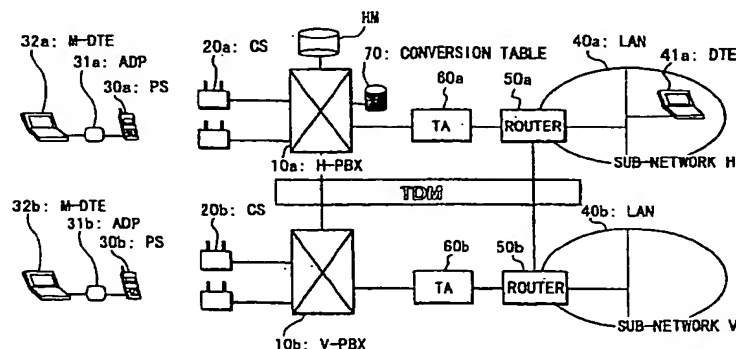 HM
32a: M-DTE
31a: ADP
30a: PS
20a: CS
70: CONVERSION TABLE
60a
50a
40a: LAN
41a: DTE
TA
ROUTER
10a: H-PBX
SUB-NETWORK H
TDM
32b: M-DTE
31b: ADP
30b: PS
20b: CS
60b
50b
40b: LAN
TA
ROUTER
10b: V-PBX
SUB-NETWORK V